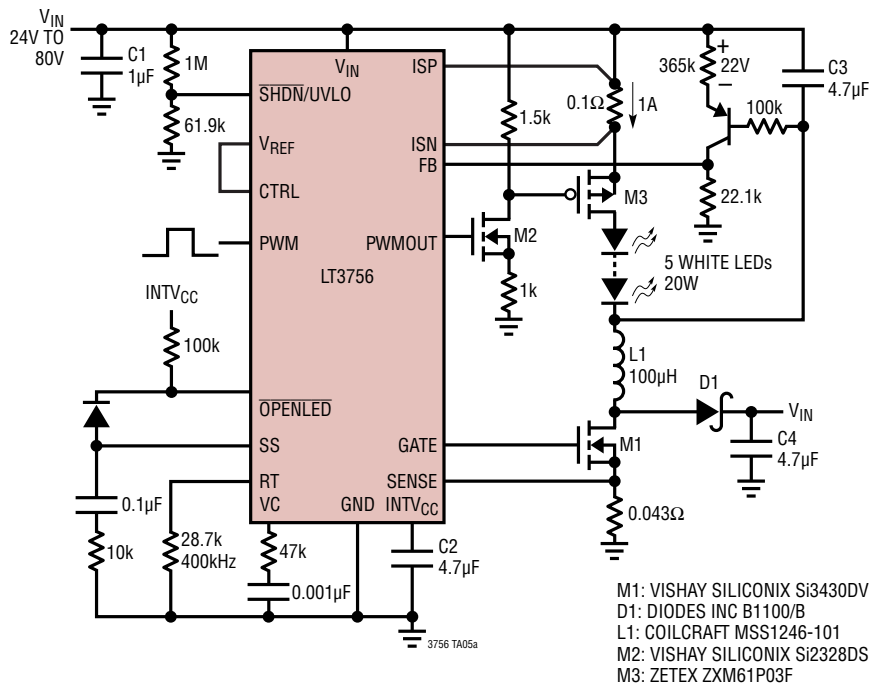 VIN
24V TO
80V
C1
1µF
1M
61.9k
VIN
SHDN/UVLO
VREF
CTRL
PWM
LT3756
ISP
ISN
FB
PWMOUT
OPENLED
SS
RT
VC
GATE
SENSE
GND
INTVCC
1.5k
0.1Ω
1A
365k
+
22V
–
100k
C3
4.7µF
22.1k
M3
M2
1k
5 WHITE LEDs
20W
INTVCC
100k
L1
100µH
D1
VIN
C4
4.7µF
M1
0.043Ω
0.1µF
10k
28.7k
400kHz
47k
0.001µF
C2
4.7µF
3756 TA05a
M1: VISHAY SILICONIX Si3430DV
D1: DIODES INC B1100/B
L1: COILCRAFT MSS1246-101
M2: VISHAY SILICONIX Si2328DS
M3: ZETEX ZXM61P03F